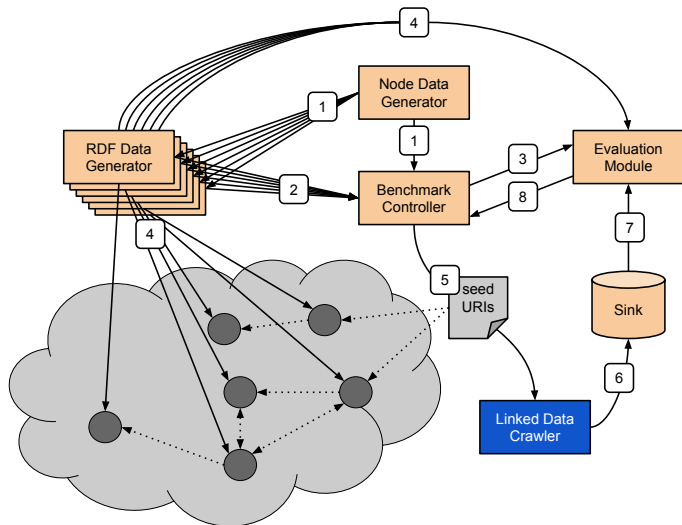 4
Node Data
Generator
1
1
RDF Data
Generator
3
Evaluation
Module
2
Benchmark
Controller
8
4
7
5
seed
URIs
Sink
6
Linked Data
Crawler